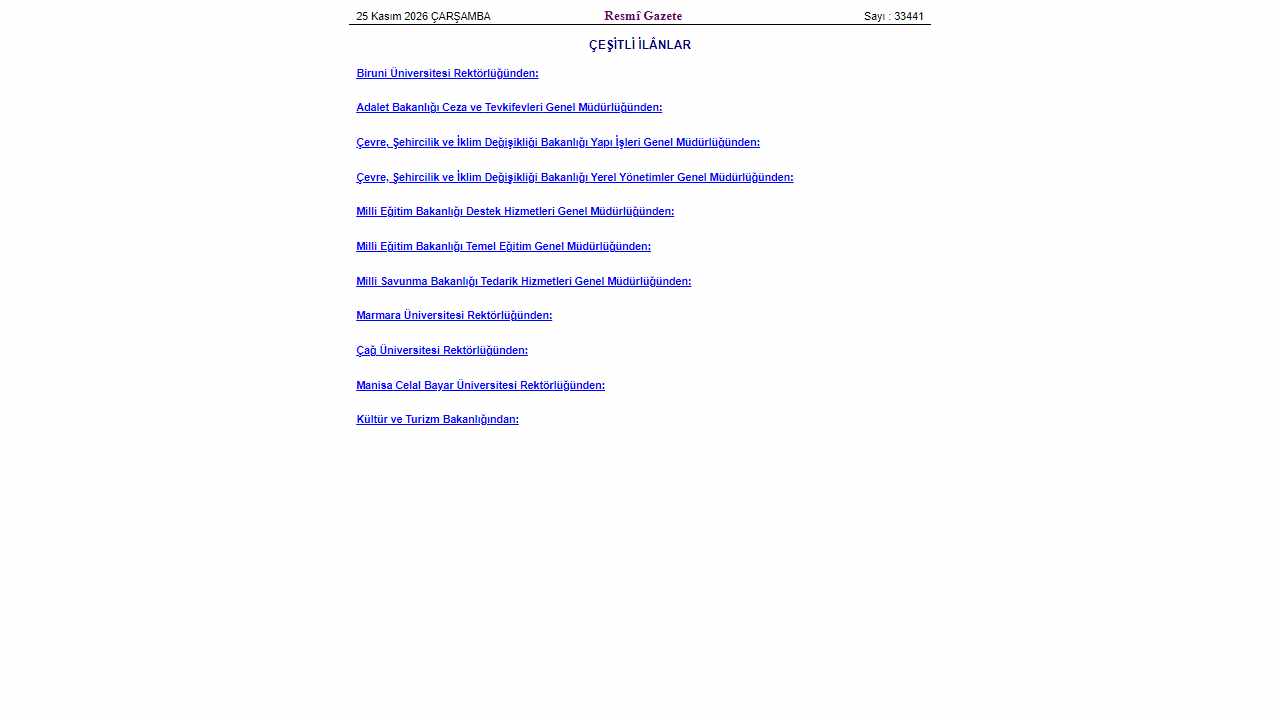 25 Kasım 2026 ÇARŞAMBA Resmî Gazete Sayı : 33441
ÇEŞİTLİ İLÂNLAR
Biruni Üniversitesi Rektörlüğünden:
Adalet Bakanlığı Ceza ve Tevkifevleri Genel Müdürlüğünden:
Çevre, Şehircilik ve İklim Değişikliği Bakanlığı Yapı İşleri Genel Müdürlüğünden:
Çevre, Şehircilik ve İklim Değişikliği Bakanlığı Yerel Yönetimler Genel Müdürlüğünden:
Milli Eğitim Bakanlığı Destek Hizmetleri Genel Müdürlüğünden:
Milli Eğitim Bakanlığı Temel Eğitim Genel Müdürlüğünden:
Milli Savunma Bakanlığı Tedarik Hizmetleri Genel Müdürlüğünden:
Marmara Üniversitesi Rektörlüğünden:
Çağ Üniversitesi Rektörlüğünden:
Manisa Celal Bayar Üniversitesi Rektörlüğünden:
Kültür ve Turizm Bakanlığından: